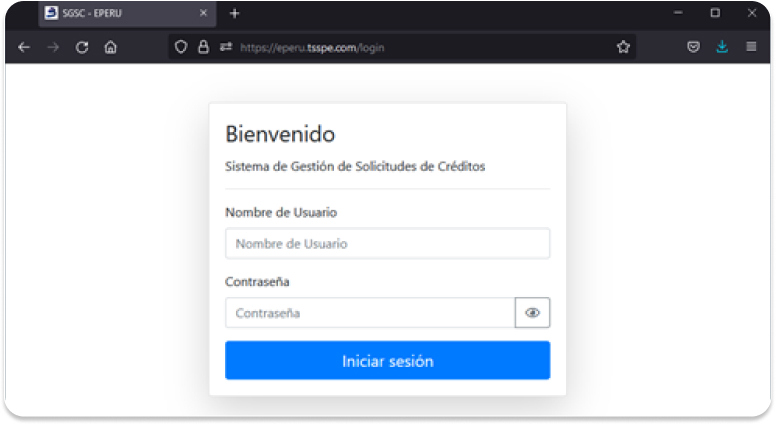 SGSC - EPERU
https://eperu.tsspe.com/login
Bienvenido
Sistema de Gestión de Solicitudes de Créditos
Nombre de Usuario
Nombre de Usuario
Contraseña
Contraseña
Iniciar sesión